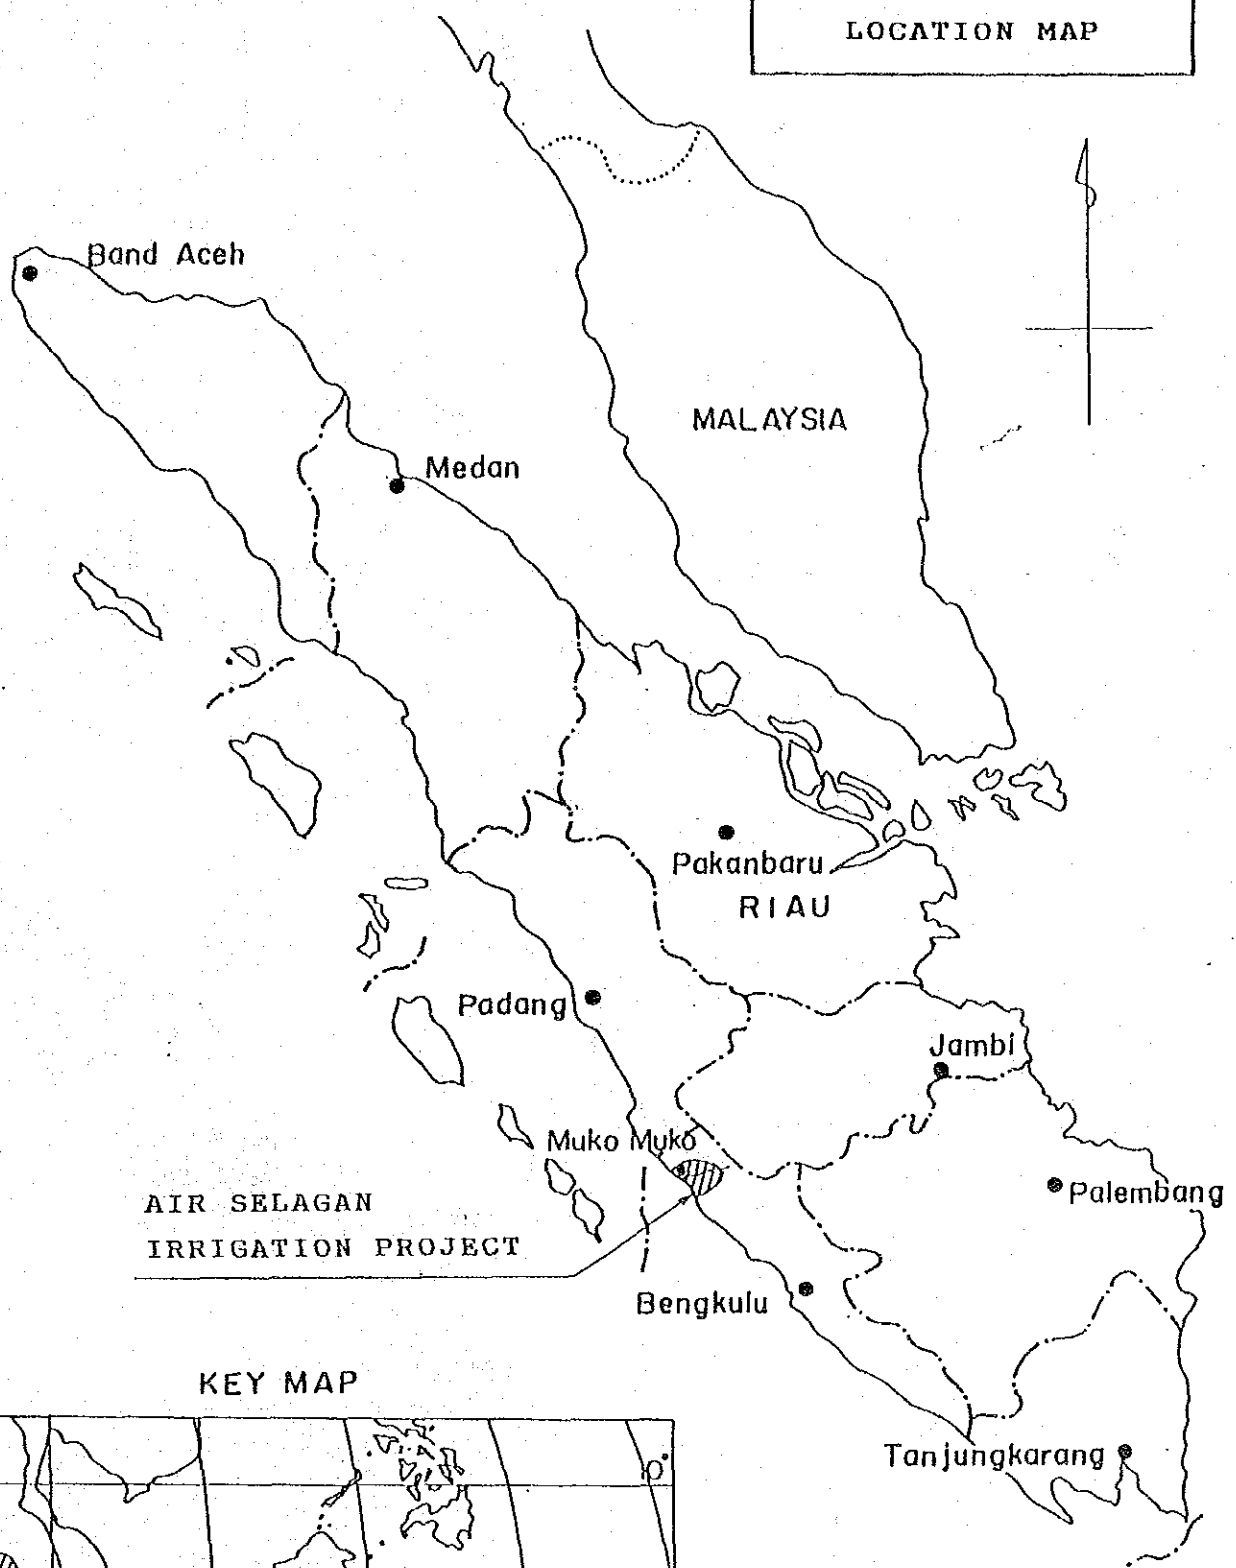 LOCATION MAP
Band Aceh
MALAYSIA
Medan
Pakanbaru
RIAU
Padang
Jambi
Muko Muko
AIR SELAGAN
IRRIGATION PROJECT
Palembang
Bengkulu
KEY MAP
Tanjungkarang